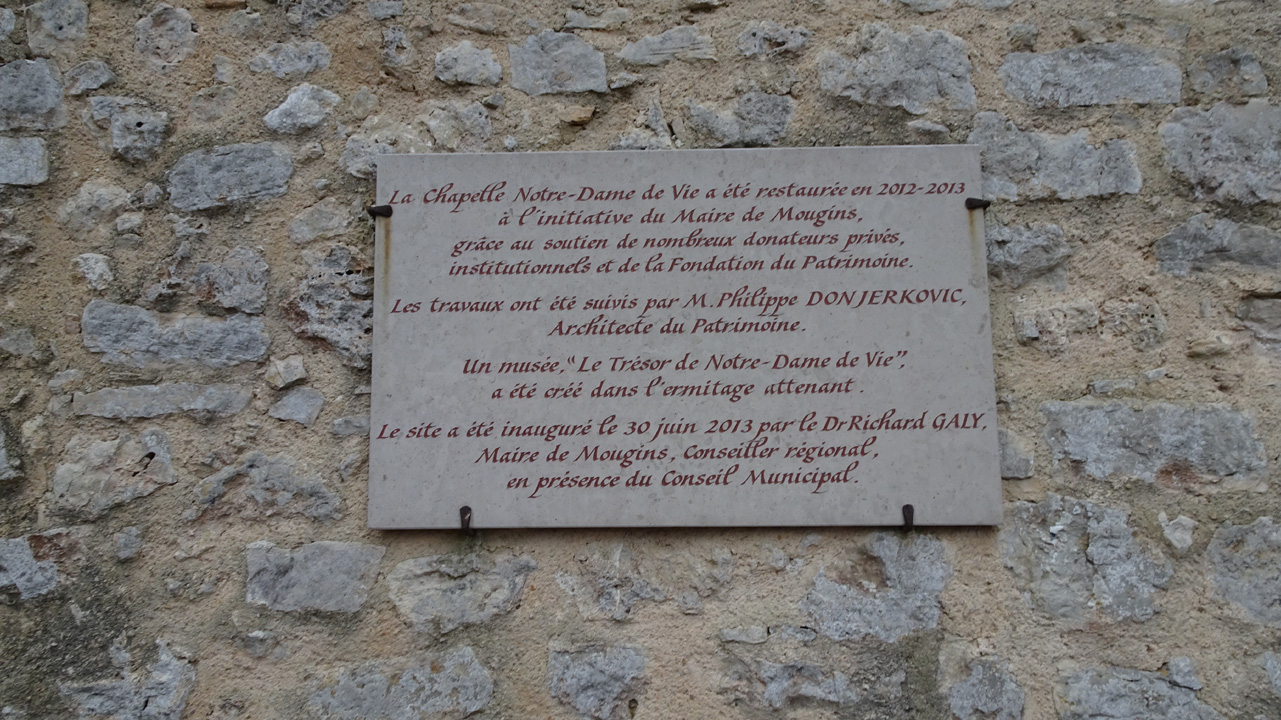 La Chapelle Notre-Dame de Vie a été restaurée en 2012-2013
à l'initiative du Maire de Mougins,
grâce au soutien de nombreux donateurs privés,
institutionnels et de la Fondation du Patrimoine.
Les travaux ont été suivis par M. Philippe DONJERKOVIC,
Architecte du Patrimoine.
Un musée, "Le Trésor de Notre-Dame de Vie",
a été créé dans l'ermitage attenant.
Le site a été inauguré le 30 juin 2013 par le Dr Richard GALY,
Maire de Mougins, Conseiller régional,
en présence du Conseil Municipal.